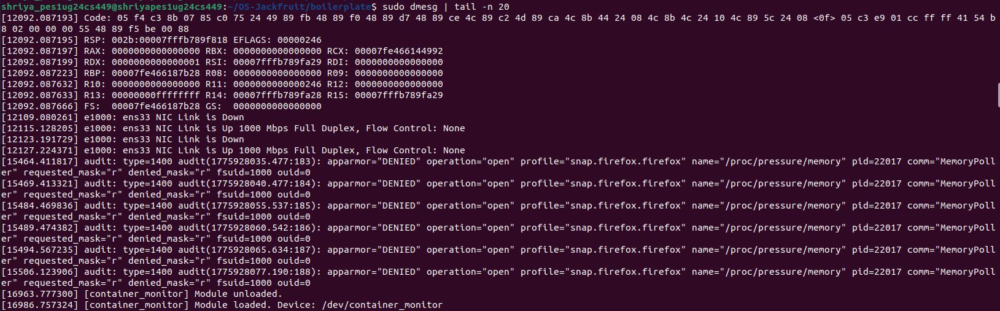 shriya_pes1ug24cs449@shriyapes1ug24cs449:~/OS-Jackfruit/boilerplate$ sudo dmesg | tail -n 20
[12092.087193] Code: 05 f4 c3 8b 07 85 c0 75 24 49 89 fb 48 89 f0 48 89 d7 48 89 ce 4c 89 c2 4d 89 ca 4c 8b 44 24 08 4c 8b 4c 24 10 4c 89 5c 24 08 <0f> 05 c3 e9 01 cc ff ff 41 54 b
8 02 00 00 00 55 48 89 f5 be 00 88
[12092.087195] RSP: 002b:00007fffb789f818 EFLAGS: 00000246
[12092.087197] RAX: 0000000000000000 RBX: 0000000000000000 RCX: 00007fe466144992
[12092.087199] RDX: 0000000000000001 RSI: 00007fffb789fa29 RDI: 0000000000000000
[12092.087223] RBP: 00007fe466187b28 R08: 0000000000000000 R09: 0000000000000000
[12092.087632] R10: 0000000000000000 R11: 0000000000000246 R12: 0000000000000000
[12092.087633] R13: 00000000ffffffff R14: 00007fffb789fa28 R15: 00007fffb789fa29
[12092.087666] FS:  00007fe466187b28 GS:  0000000000000000
[12109.080261] e1000: ens33 NIC Link is Down
[12115.128205] e1000: ens33 NIC Link is Up 1000 Mbps Full Duplex, Flow Control: None
[12123.191729] e1000: ens33 NIC Link is Down
[12127.224371] e1000: ens33 NIC Link is Up 1000 Mbps Full Duplex, Flow Control: None
[15464.411817] audit: type=1400 audit(1775928035.477:183): apparmor="DENIED" operation="open" profile="snap.firefox.firefox" name="/proc/pressure/memory" pid=22017 comm="MemoryPoll
er" requested_mask="r" denied_mask="r" fsuid=1000 ouid=0
[15469.413321] audit: type=1400 audit(1775928040.477:184): apparmor="DENIED" operation="open" profile="snap.firefox.firefox" name="/proc/pressure/memory" pid=22017 comm="MemoryPoll
er" requested_mask="r" denied_mask="r" fsuid=1000 ouid=0
[15484.469836] audit: type=1400 audit(1775928055.537:185): apparmor="DENIED" operation="open" profile="snap.firefox.firefox" name="/proc/pressure/memory" pid=22017 comm="MemoryPoll
er" requested_mask="r" denied_mask="r" fsuid=1000 ouid=0
[15489.474382] audit: type=1400 audit(1775928060.542:186): apparmor="DENIED" operation="open" profile="snap.firefox.firefox" name="/proc/pressure/memory" pid=22017 comm="MemoryPoll
er" requested_mask="r" denied_mask="r" fsuid=1000 ouid=0
[15494.567235] audit: type=1400 audit(1775928065.634:187): apparmor="DENIED" operation="open" profile="snap.firefox.firefox" name="/proc/pressure/memory" pid=22017 comm="MemoryPoll
er" requested_mask="r" denied_mask="r" fsuid=1000 ouid=0
[15506.123906] audit: type=1400 audit(1775928077.190:188): apparmor="DENIED" operation="open" profile="snap.firefox.firefox" name="/proc/pressure/memory" pid=22017 comm="MemoryPoll
er" requested_mask="r" denied_mask="r" fsuid=1000 ouid=0
[16963.777300] [container_monitor] Module unloaded.
[16986.757324] [container_monitor] Module loaded. Device: /dev/container_monitor